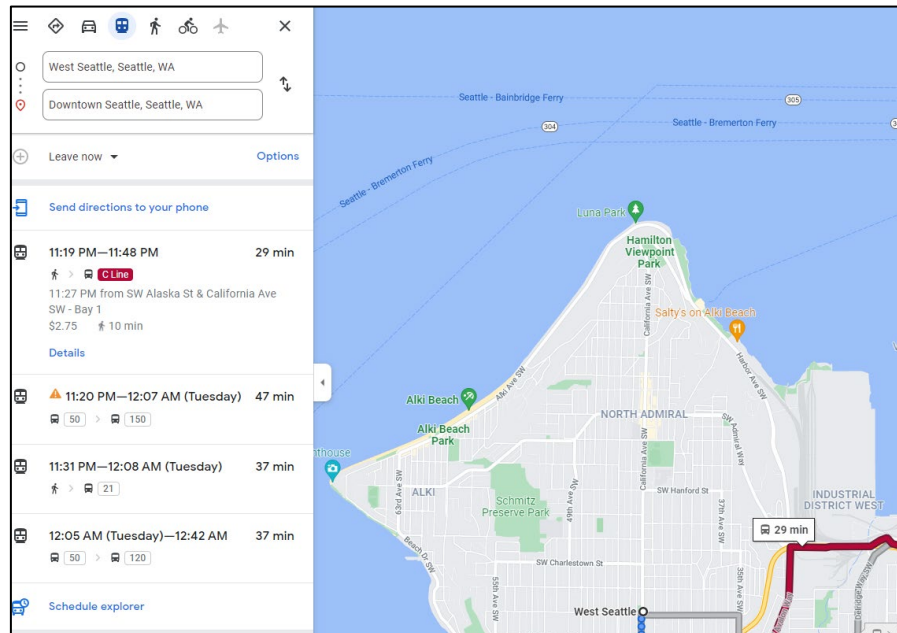 West Seattle, Seattle, WA
Downtown Seattle, Seattle, WA
Leave now
Options
Send directions to your phone
11:19 PM—11:48 PM 29 min
C Line
11:27 PM from SW Alaska St & California Ave
SW - Bay 1
$2.75 10 min
Details
11:20 PM—12:07 AM (Tuesday) 47 min
50 150
11:31 PM—12:08 AM (Tuesday) 37 min
21
12:05 AM (Tuesday)—12:42 AM 37 min
50 120
Schedule explorer
Seattle - Bainbridge Ferry
305
304
Seattle - Bremerton Ferry
Seattle - Bremerton Ferry
Luna Park
Hamilton
Viewpoint
Park
California Ave SW
Salty's on Alki Beach
Harbor Ave SW
Alki Ave SW
Alki Beach
Alki Beach
Park
NORTH ADMIRAL
SW Admiral Way
nthouse
63rd Ave SW
ALKI
Schmitz
Preserve Park
49th Ave SW
California Ave SW
SW Hanford St
37th Ave SW
INDUSTRIAL
DISTRICT WEST
29 min
Beach Dr SW
SW Charlestown St
55th Ave SW
35th Ave SW
West Seattle